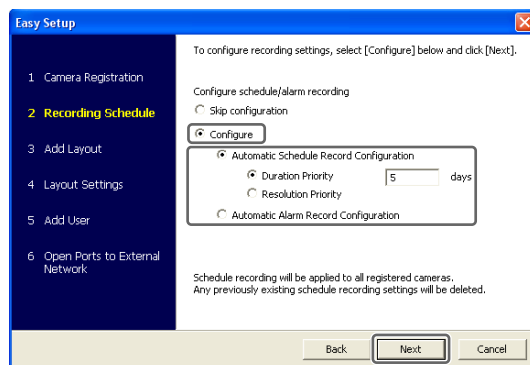 Easy Setup
To configure recording settings, select [Configure] below and click [Next].
1 Camera Registration
2 Recording Schedule
3 Add Layout
4 Layout Settings
5 Add User
6 Open Ports to External
Network
Configure schedule/alarm recording
Skip configuration
Configure
Automatic Schedule Record Configuration
Duration Priority 5 days
Resolution Priority
Automatic Alarm Record Configuration
Schedule recording will be applied to all registered cameras.
Any previously existing schedule recording settings will be deleted.
Back Next Cancel